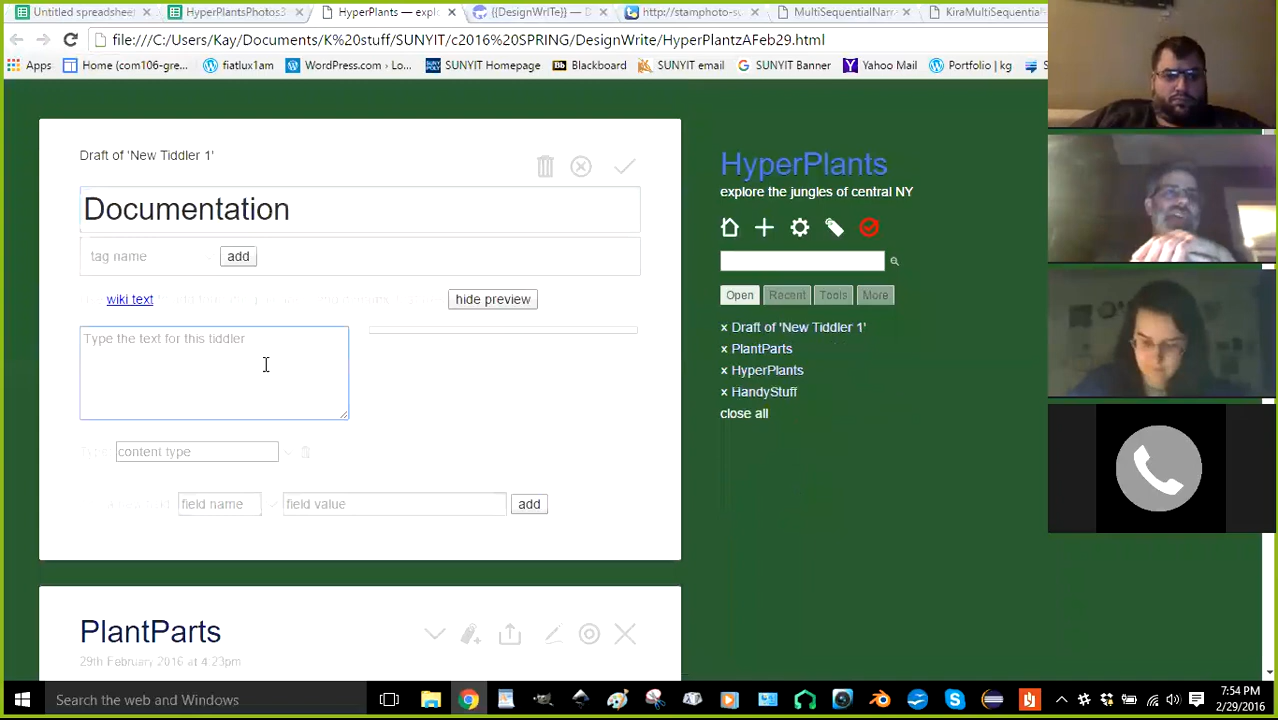 Untitled spreadshee
HyperPlantsPhotos3
HyperPlants — expl
{{DesignWriTe}} — D
http://stamphoto-su
MultiSequentialNarr
KiraMultiSequential
file:///C:/Users/Kay/Documents/K%20stuff/SUNYIT/c2016%20SPRING/DesignWrite/HyperPlantzAFeb29.html
Apps
Home (com106-gre...
fiatlux1am
WordPress.com › Lo...
SUNYIT Homepage
Blackboard
SUNYIT email
SUNYIT Banner
Yahoo Mail
Portfolio | kg
Draft of 'New Tiddler 1'
Documentation
tag name
add
wiki text
hide preview
Type the text for this tiddler
content type
field name
field value
add
PlantParts
29th February 2016 at 4:23pm
HyperPlants
explore the jungles of central NY
Open
Recent
Tools
More
× Draft of 'New Tiddler 1'
× PlantParts
× HyperPlants
× HandyStuff
close all
Search the web and Windows
7:54 PM
2/29/2016